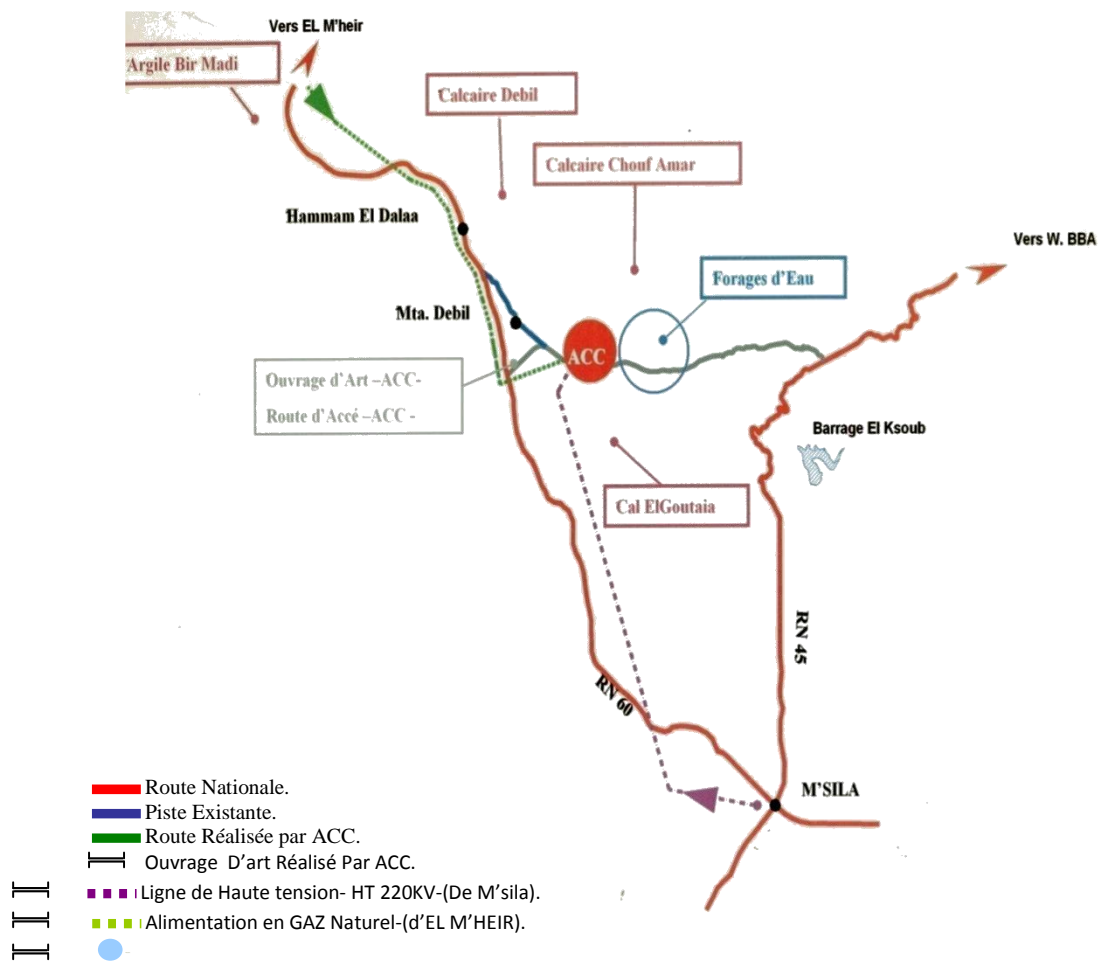 Vers EL M'heir
Argile Bir Madi
Calcaire Debil
Calcaire Chouf Amar
Hammam El Dalaa
Vers W. BBA
Forages d'Eau
Mta. Debil
ACC
Ouvrage d'Art –ACC-
Route d'Accé –ACC -
Barrage El Ksoub
Cal ElGoutaia
RN 45
RN 60
M'SILA
Route Nationale.
Piste Existante.
Route Réalisée par ACC.
Ouvrage D'art Réalisé Par ACC.
Ligne de Haute tension- HT 220KV-(De M'sila).
Alimentation en GAZ Naturel-(d'EL M'HEIR).